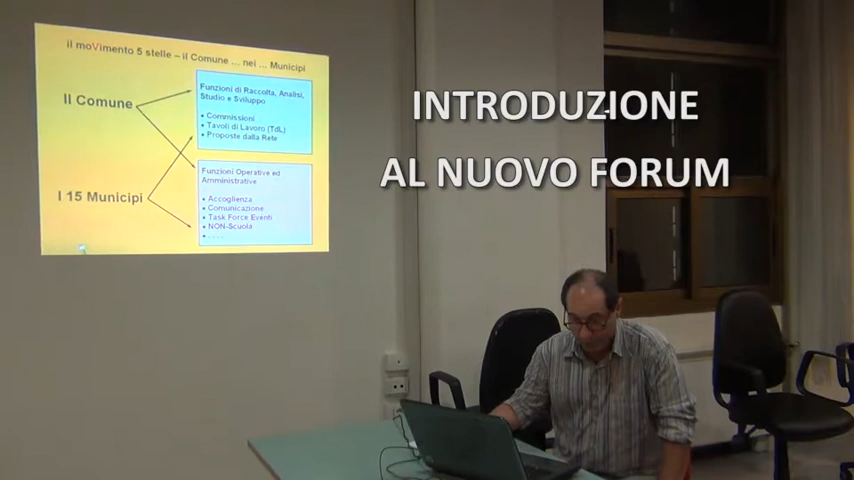 il moVimento 5 stelle – il Comune ... nei ... Municipi
Il Comune
I 15 Municipi
Funzioni di Raccolta, Analisi,
Studio e Sviluppo
• Commissioni
• Tavoli di Lavoro (TdL)
• Proposte dalla Rete
Funzioni Operative ed
Amministrative
• Accoglienza
• Comunicazione
• Task Force Eventi
• NON-Scuola
• ....
INTRODUZIONE
AL NUOVO FORUM